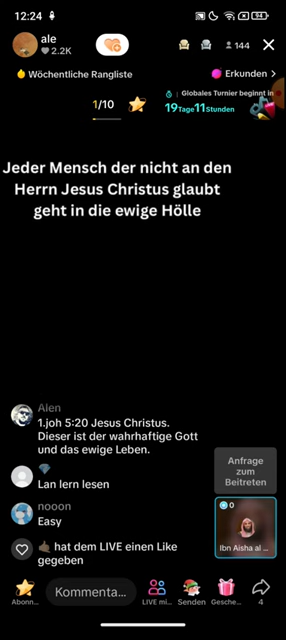 12:24
94
ale
2.2K
144
Wöchentliche Rangliste
Erkunden >
1/10
Globales Turnier beginnt in
19Tage11Stunden
Jeder Mensch der nicht an den
Herrn Jesus Christus glaubt
geht in die ewige Hölle
Alen
1.joh 5:20 Jesus Christus.
Dieser ist der wahrhaftige Gott
und das ewige Leben.
Lan lern lesen
nooon
Easy
hat dem LIVE einen Like
gegeben
Anfrage
zum
Beitreten
0
Ibn Aisha al ...
Abonn...
Kommenta...
LIVE mi...
Senden
Gesche...
4